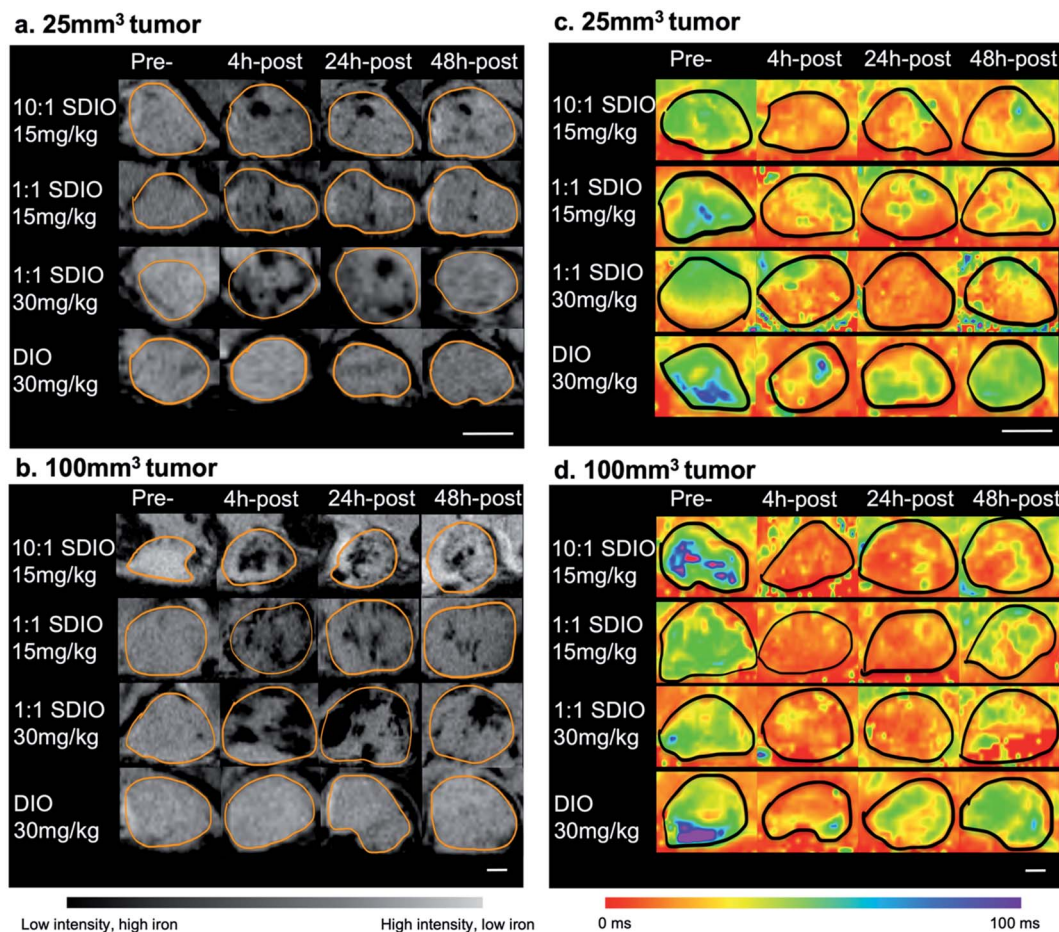 a. 25mm³ tumor
Pre- 4h-post 24h-post 48h-post
10:1 SDIO
15mg/kg
1:1 SDIO
15mg/kg
1:1 SDIO
30mg/kg
DIO
30mg/kg
b. 100mm³ tumor
Pre- 4h-post 24h-post 48h-post
10:1 SDIO
15mg/kg
1:1 SDIO
15mg/kg
1:1 SDIO
30mg/kg
DIO
30mg/kg
Low intensity, high iron High intensity, low iron
c. 25mm³ tumor
Pre- 4h-post 24h-post 48h-post
10:1 SDIO
15mg/kg
1:1 SDIO
15mg/kg
1:1 SDIO
30mg/kg
DIO
30mg/kg
d. 100mm³ tumor
Pre- 4h-post 24h-post 48h-post
10:1 SDIO
15mg/kg
1:1 SDIO
15mg/kg
1:1 SDIO
30mg/kg
DIO
30mg/kg
0 ms 100 ms